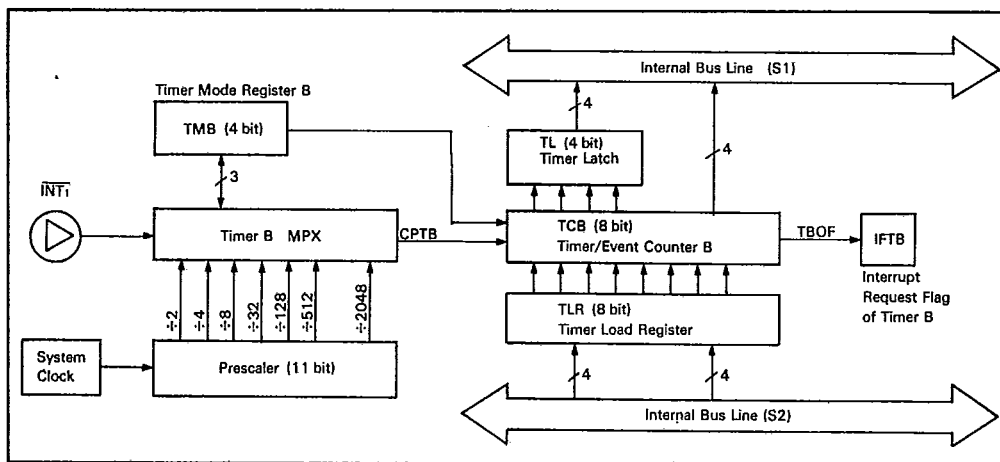 Internal Bus Line (S1)
Timer Mode Register B
TMB (4 bit)
4
TL (4 bit)
Timer Latch
4
3
INT1
Timer B MPX
CPTB
TCB (8 bit)
Timer/Event Counter B
TBOF
IFTB
Interrupt
Request Flag
of Timer B
÷2
÷4
÷8
÷32
÷128
÷512
÷2048
TLR (8 bit)
Timer Load Register
System
Clock
Prescaler (11 bit)
4
4
Internal Bus Line (S2)